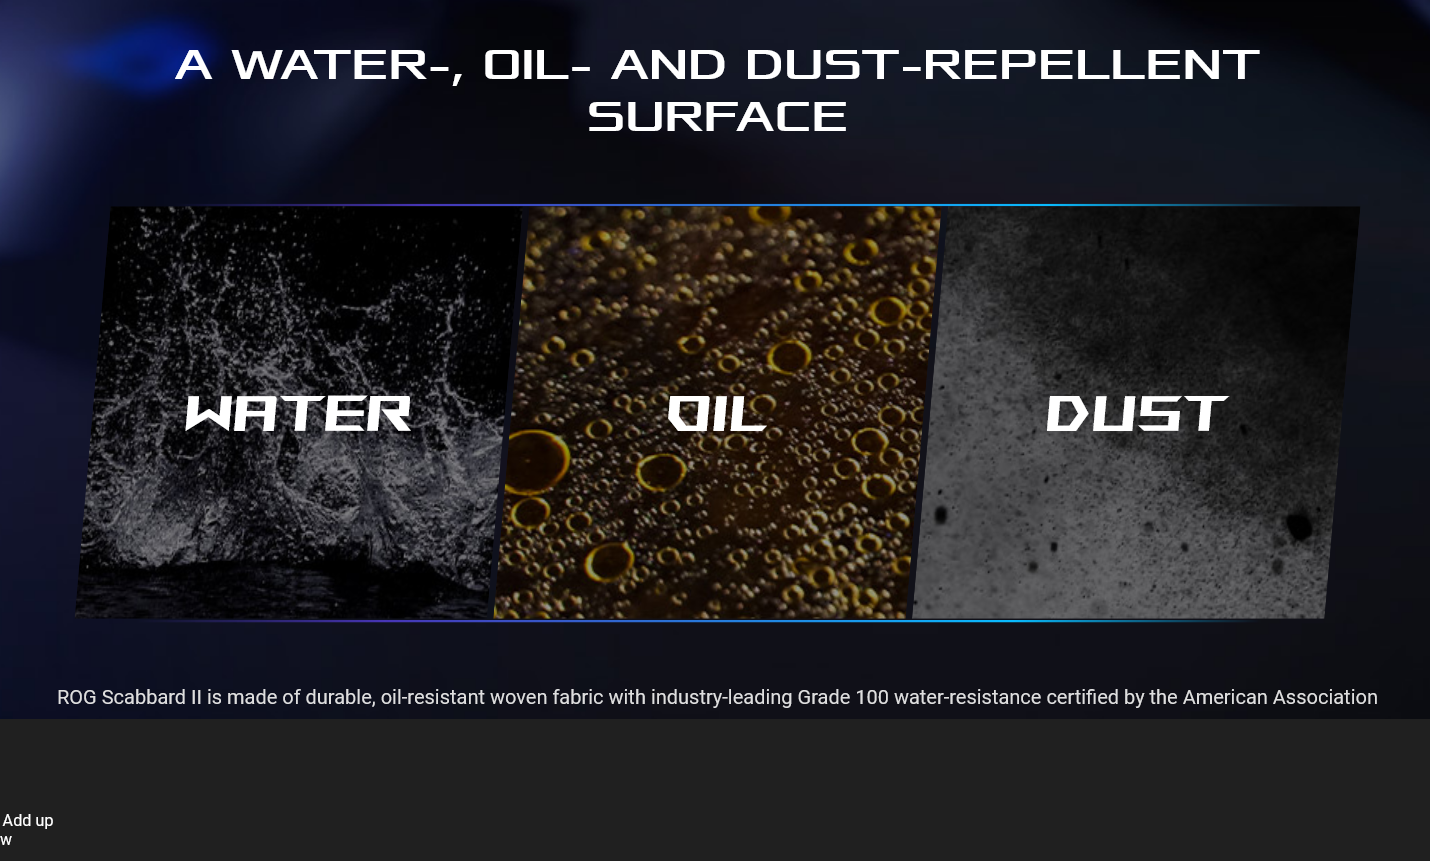 A WATER-, OIL- AND DUST-REPELLENT
SURFACE
WATER
OIL
DUST
ROG Scabbard II is made of durable, oil-resistant woven fabric with industry-leading Grade 100 water-resistance certified by the American Association
Add up
w